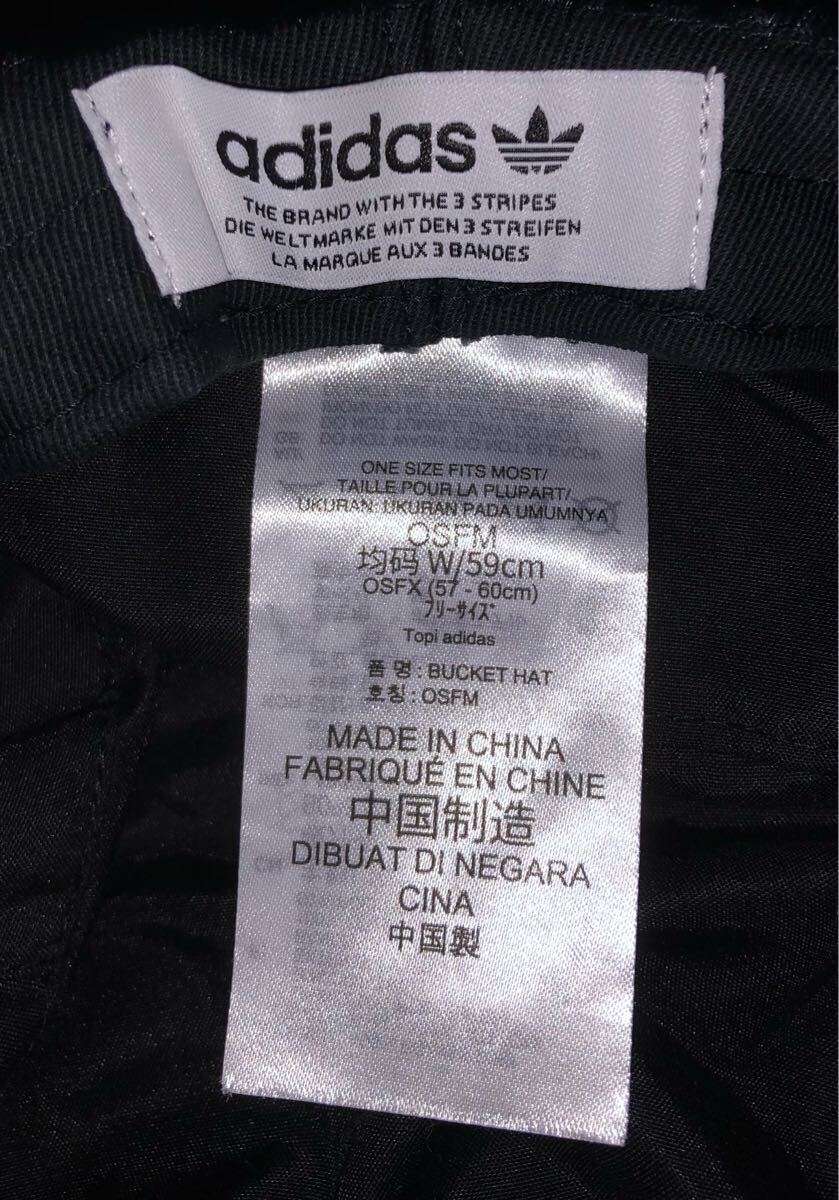 adidas
THE BRAND WITH THE 3 STRIPES
DIE WELTMARKE MIT DEN 3 STREIFEN
LA MARQUE AUX 3 BANDES
ONE SIZE FITS MOST/
TAILLE POUR LA PLUPART/
UKURAN: UKURAN PADA UMUMNYA
OSFM
均码 W/59cm
OSFX (57 - 60cm)
フリーサイズ
Topi adidas
품 명 : BUCKET HAT
호칭 : OSFM
MADE IN CHINA
FABRIQUÉ EN CHINE
中国制造
DIBUAT DI NEGARA
CINA
中国製